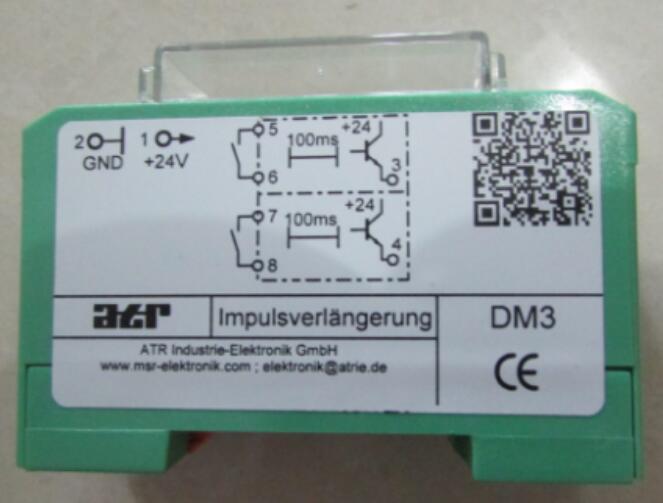 2 1 5 100ms +24
GND +24V 6 3
7 100ms +24
8 4
atr Impulsverlängerung DM3
ATR Industrie-Elektronik GmbH
www.msr-elektronik.com ; elektronik@atrie.de
CE